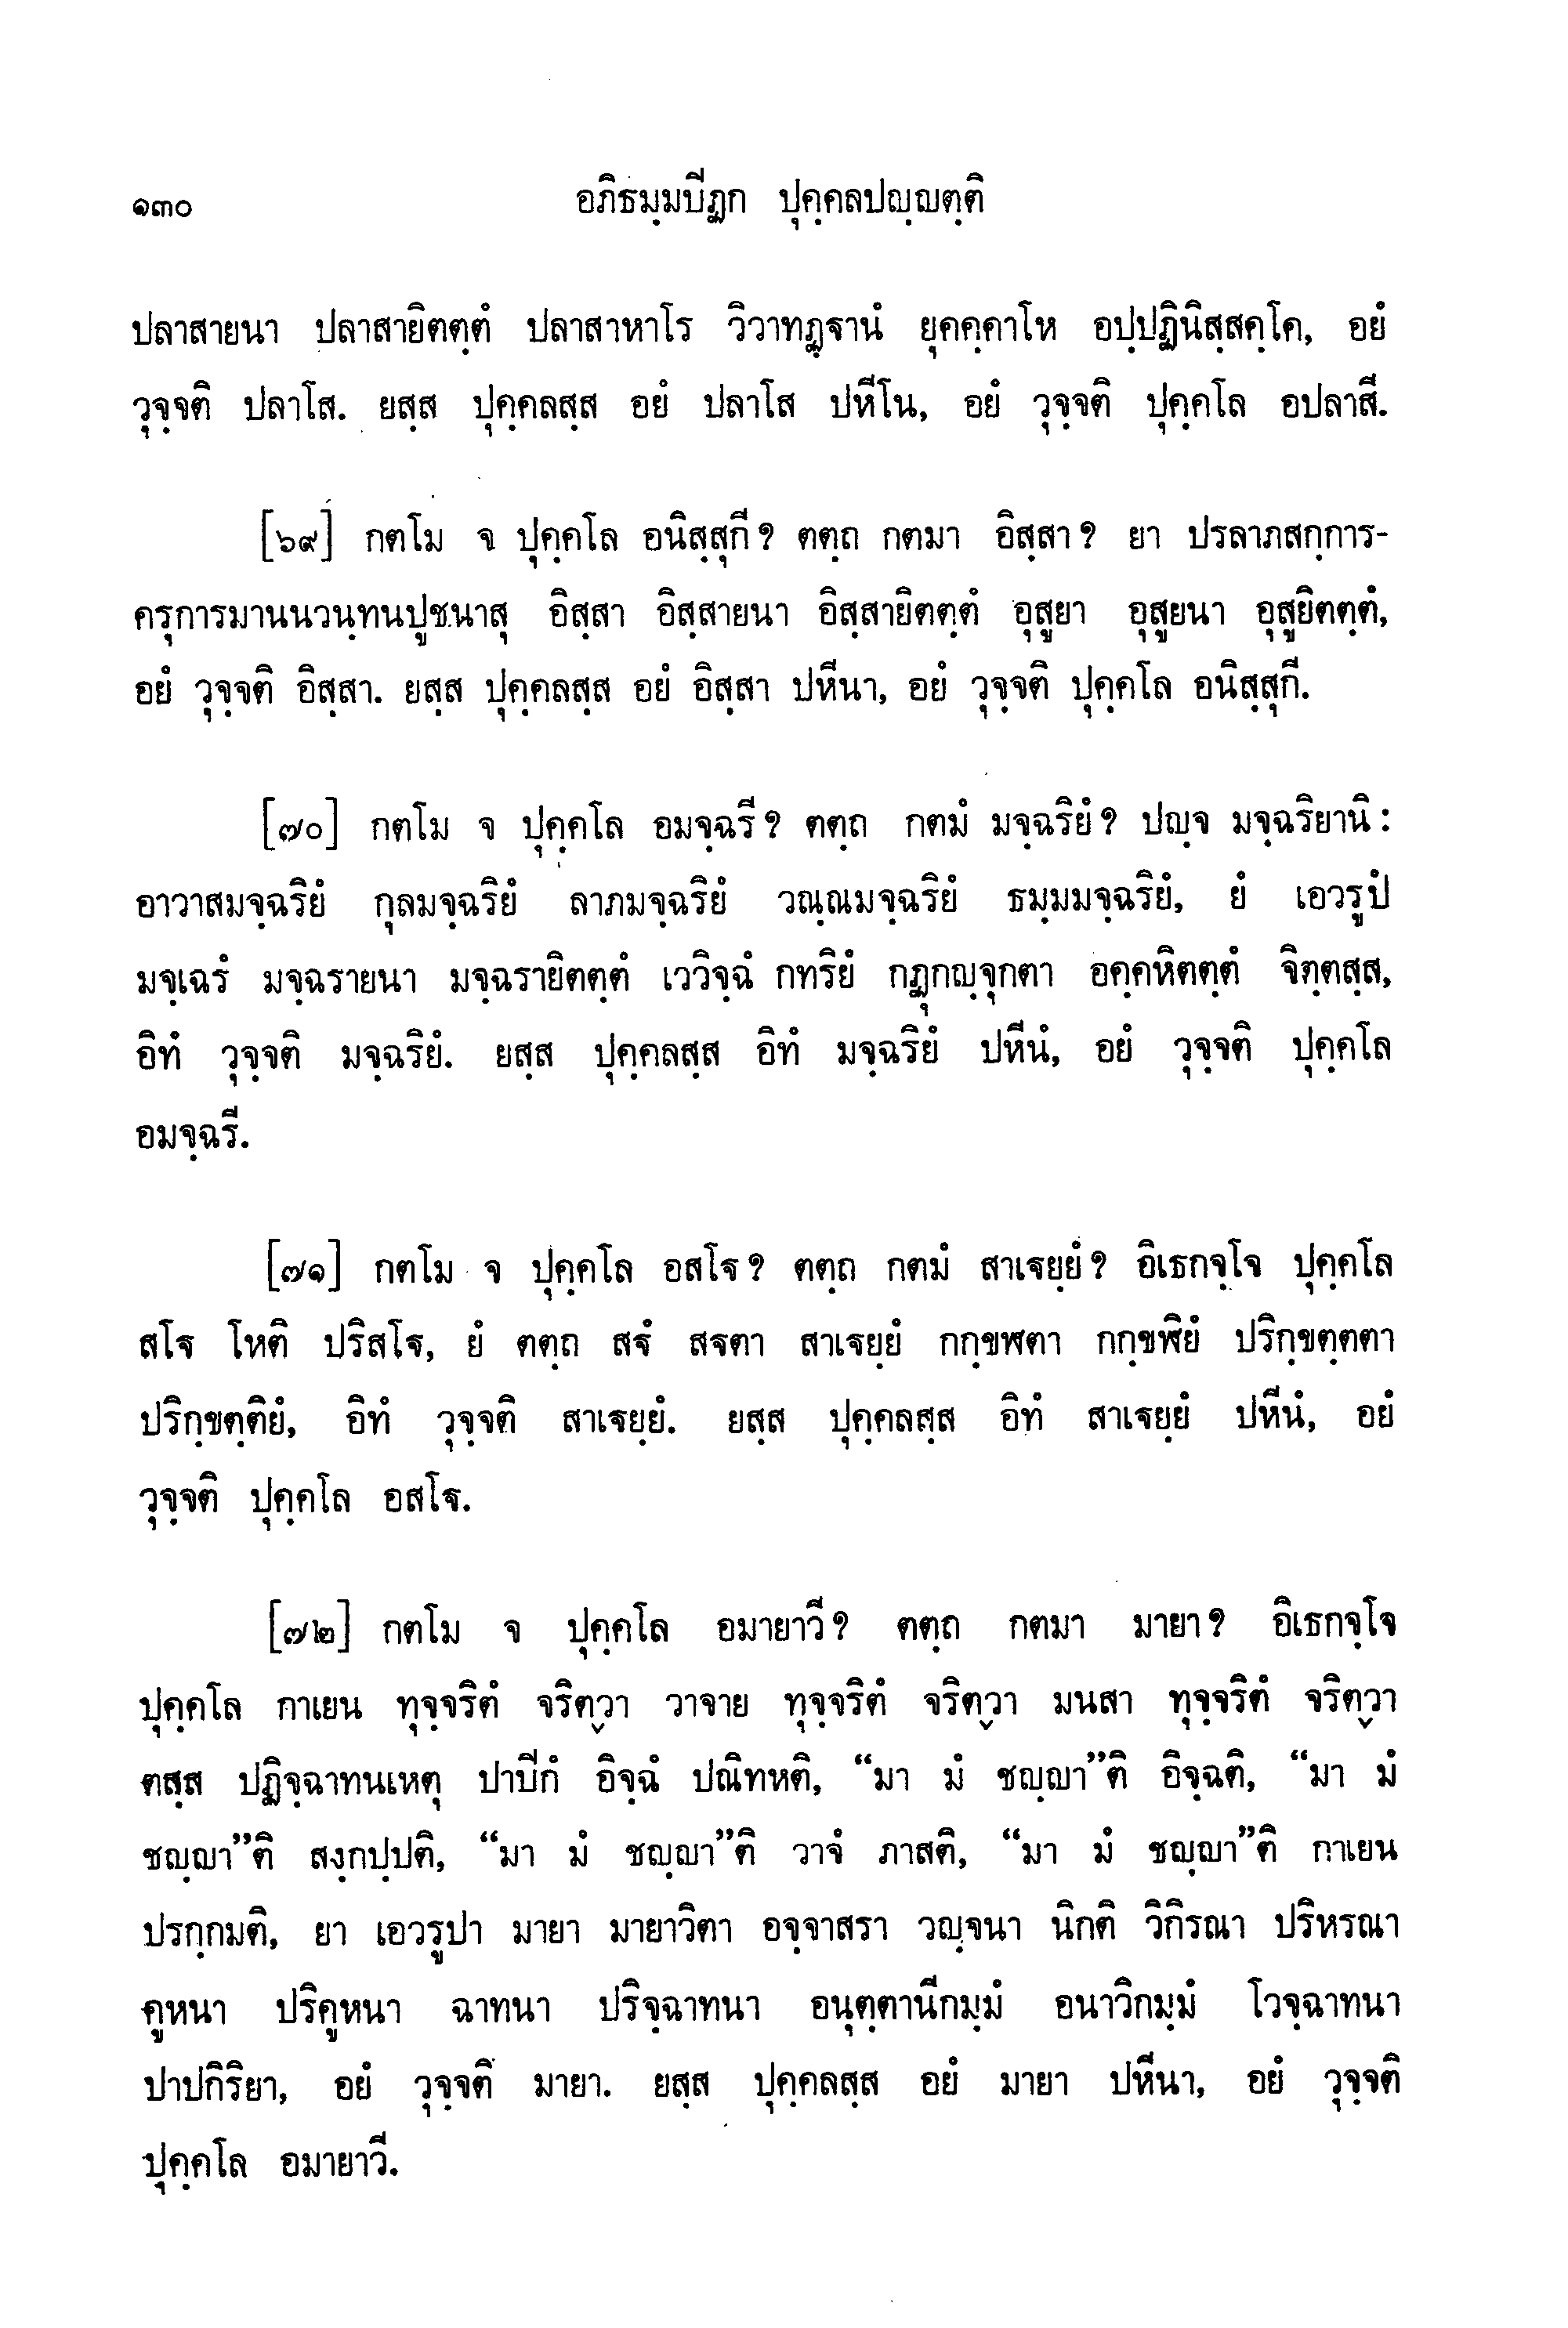 ๑๓๐ อภิธมฺมปิฏก ปุคฺคลปญฺญตฺติ
ปลาสายนา ปลาสายิตตฺตํ ปลาสาหาโร วิวาทฏฺฐานํ ยุคคฺคาโห อปฺปฏินิสฺสคฺโค, อยํ
วุจฺจติ ปลาโส. ยสฺส ปุคฺคลสฺส อยํ ปลาโส ปหีโน, อยํ วุจฺจติ ปุคฺคโล อปลาสี.
[๖๙] กตโม จ ปุคฺคโล อนิสฺสุกี? ตตฺถ กตมา อิสฺสา? ยา ปรลาภสกฺการ-
ครุการมานนวนฺทนปูชนาสุ อิสฺสา อิสฺสายนา อิสฺสายิตตฺตํ อุสูยา อุสูยนา อุสูยิตตฺตํ,
อยํ วุจฺจติ อิสฺสา. ยสฺส ปุคฺคลสฺส อยํ อิสฺสา ปหีนา, อยํ วุจฺจติ ปุคฺคโล อนิสฺสุกี.
[๗๐] กตโม จ ปุคฺคโล อมจฺฉรี? ตตฺถ กตมํ มจฺฉริยํ? ปญฺจ มจฺฉริยานิ:
อาวาสมจฺฉริยํ กุลมจฺฉริยํ ลาภมจฺฉริยํ วณฺณมจฺฉริยํ ธมฺมมจฺฉริยํ, ยํ เอวรูปํ
มจฺเฉรํ มจฺฉรายนา มจฺฉรายิตตฺตํ เววิจฺฉํ กทริยํ กฏุกญฺจุกตา อคฺคหิตตฺตํ จิตฺตสฺส,
อิทํ วุจฺจติ มจฺฉริยํ. ยสฺส ปุคฺคลสฺส อิทํ มจฺฉริยํ ปหีนํ, อยํ วุจฺจติ ปุคฺคโล
อมจฺฉรี.
[๗๑] กตโม จ ปุคฺคโล อสโฐ? ตตฺถ กตมํ สาเฐยฺยํ? อิเธกจฺโจ ปุคฺคโล
สโฐ โหติ ปริสโฐ, ยํ ตตฺถ สฐํ สฐตา สาเฐยฺยํ กกฺขฬตา กกฺขฬิยํ ปริกฺขตฺตตา
ปริกฺขตฺติยํ, อิทํ วุจฺจติ สาเฐยฺยํ. ยสฺส ปุคฺคลสฺส อิทํ สาเฐยฺยํ ปหีนํ, อยํ
วุจฺจติ ปุคฺคโล อสโฐ.
[๗๒] กตโม จ ปุคฺคโล อมายาวี? ตตฺถ กตมา มายา? อิเธกจฺโจ
ปุคฺคโล กาเยน ทุจฺจริตํ จริตฺวา วาจาย ทุจฺจริตํ จริตฺวา มนสา ทุจฺจริตํ จริตฺวา
ตสฺส ปฏิจฺฉาทนเหตุ ปาปิกํ อิจฺฉํ ปณิทหติ, “มา มํ ชญฺญา”ติ อิจฺฉติ, “มา มํ
ชญฺญา”ติ สงฺกปฺปติ, “มา มํ ชญฺญา”ติ วาจํ ภาสติ, “มา มํ ชญฺญา”ติ กาเยน
ปรกฺกมติ, ยา เอวรูปา มายา มายาวิตา อจฺจาสรา วญฺจนา นิกติ วิกิรณา ปริหรณา
คูหนา ปริคูหนา ฉาทนา ปริจฺฉาทนา อนุตฺตานีกมฺมํ อนาวิกมฺมํ โวจฺฉาทนา
ปาปกิริยา, อยํ วุจฺจติ มายา. ยสฺส ปุคฺคลสฺส อยํ มายา ปหีนา, อยํ วุจฺจติ
ปุคฺคโล อมายาวี.